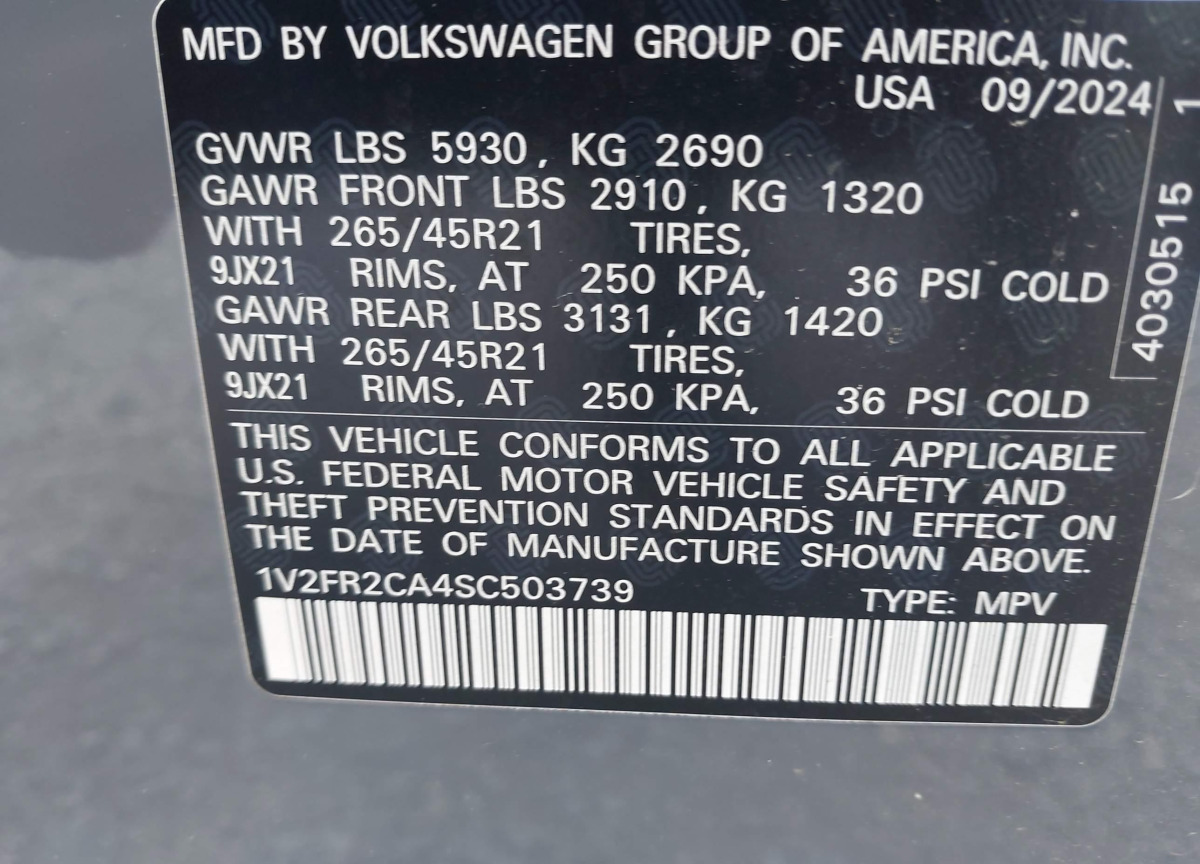 MFD BY VOLKSWAGEN GROUP OF AMERICA, INC.
USA 09/2024
GVWR LBS 5930, KG 2690
GAWR FRONT LBS 2910, KG 1320
WITH 265/45R21 TIRES,
9JX21 RIMS, AT 250 KPA, 36 PSI COLD
GAWR REAR LBS 3131, KG 1420
WITH 265/45R21 TIRES,
9JX21 RIMS, AT 250 KPA, 36 PSI COLD
THIS VEHICLE CONFORMS TO ALL APPLICABLE
U.S. FEDERAL MOTOR VEHICLE SAFETY AND
THEFT PREVENTION STANDARDS IN EFFECT ON
THE DATE OF MANUFACTURE SHOWN ABOVE.
1V2FR2CA4SC503739 TYPE: MPV
4030515 1